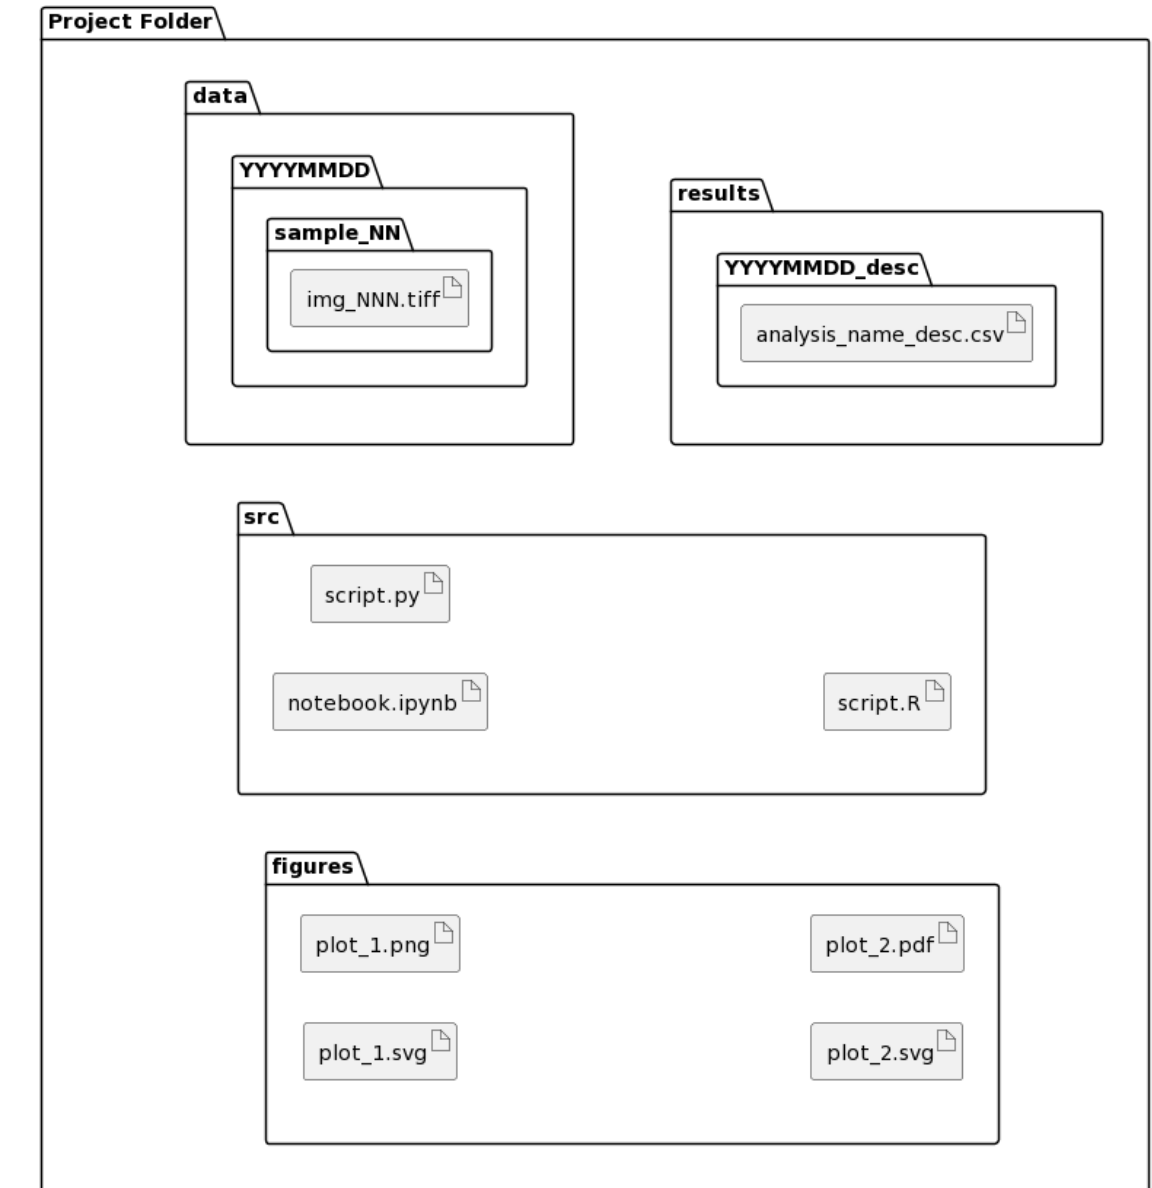 Project Folder
data
YYYYMMDD
sample_NN
img_NNN.tiff
results
YYYYMMDD_desc
analysis_name_desc.csv
src
script.py
notebook.ipynb
script.R
figures
plot_1.png
plot_2.pdf
plot_1.svg
plot_2.svg